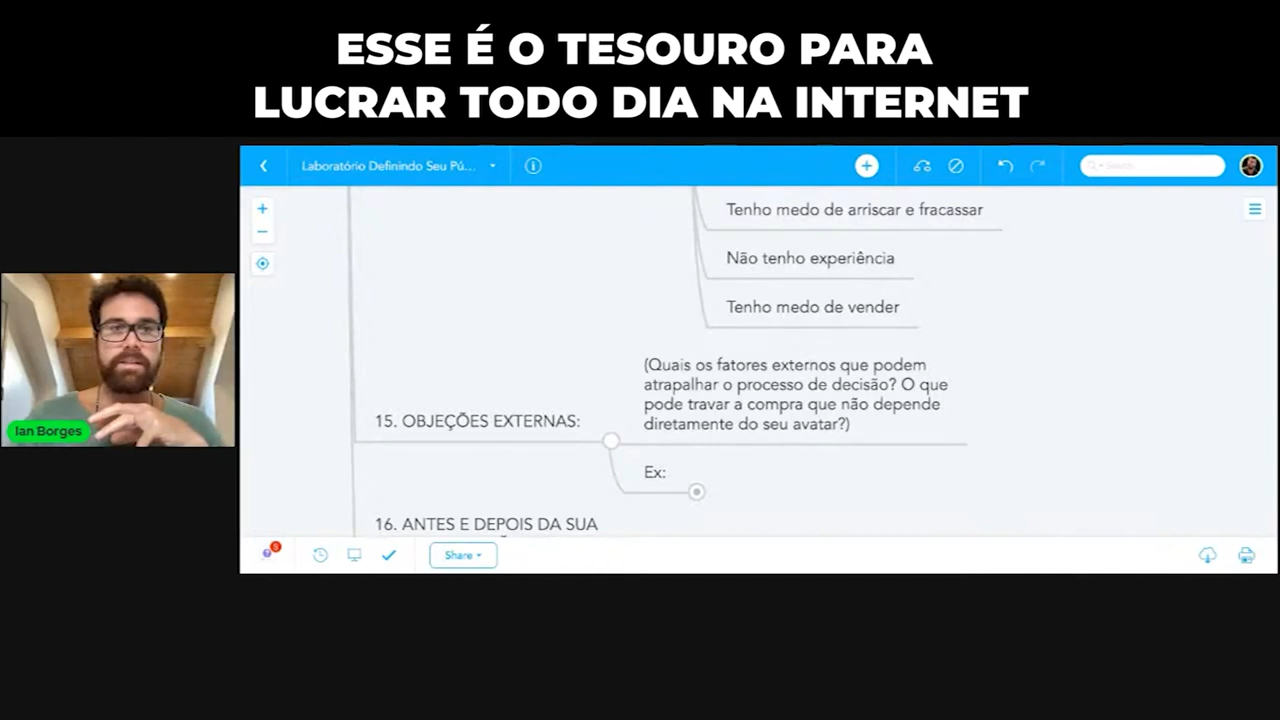 ESSE É O TESOURO PARA
LUCRAR TODO DIA NA INTERNET
Laboratório Definindo Seu Pú...
Search
Tenho medo de arriscar e fracassar
Não tenho experiência
Tenho medo de vender
(Quais os fatores externos que podem
atrapalhar o processo de decisão? O que
pode travar a compra que não depende
diretamente do seu avatar?)
15. OBJEÇÕES EXTERNAS:
Ex:
16. ANTES E DEPOIS DA SUA
Ian Borges
Share